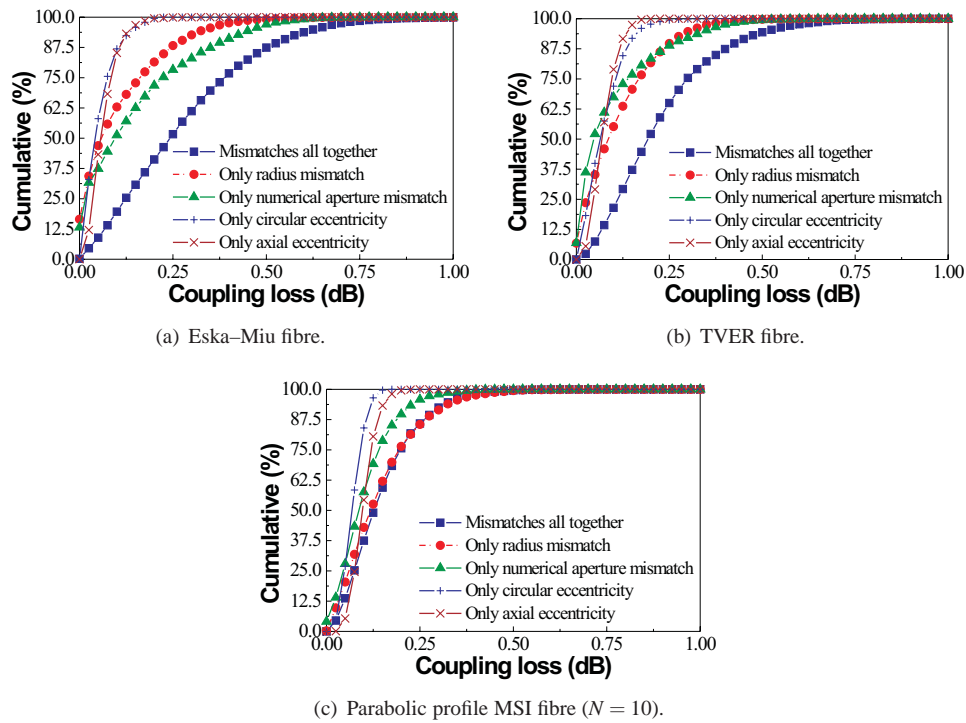 100.0
87.5
75.0
62.5
50.0
37.5
25.0
12.5
0.0
Cumulative (%)
Mismatches all together
Only radius mismatch
Only numerical aperture mismatch
Only circular eccentricity
Only axial eccentricity
0.00 0.25 0.50 0.75 1.00
Coupling loss (dB)
(a) Eska–Miu fibre.
100.0
87.5
75.0
62.5
50.0
37.5
25.0
12.5
0.0
Cumulative (%)
Mismatches all together
Only radius mismatch
Only numerical aperture mismatch
Only circular eccentricity
Only axial eccentricity
0.00 0.25 0.50 0.75 1.00
Coupling loss (dB)
(b) TVER fibre.
100.0
87.5
75.0
62.5
50.0
37.5
25.0
12.5
0.0
Cumulative (%)
Mismatches all together
Only radius mismatch
Only numerical aperture mismatch
Only circular eccentricity
Only axial eccentricity
0.00 0.25 0.50 0.75 1.00
Coupling loss (dB)
(c) Parabolic profile MSI fibre (N = 10).